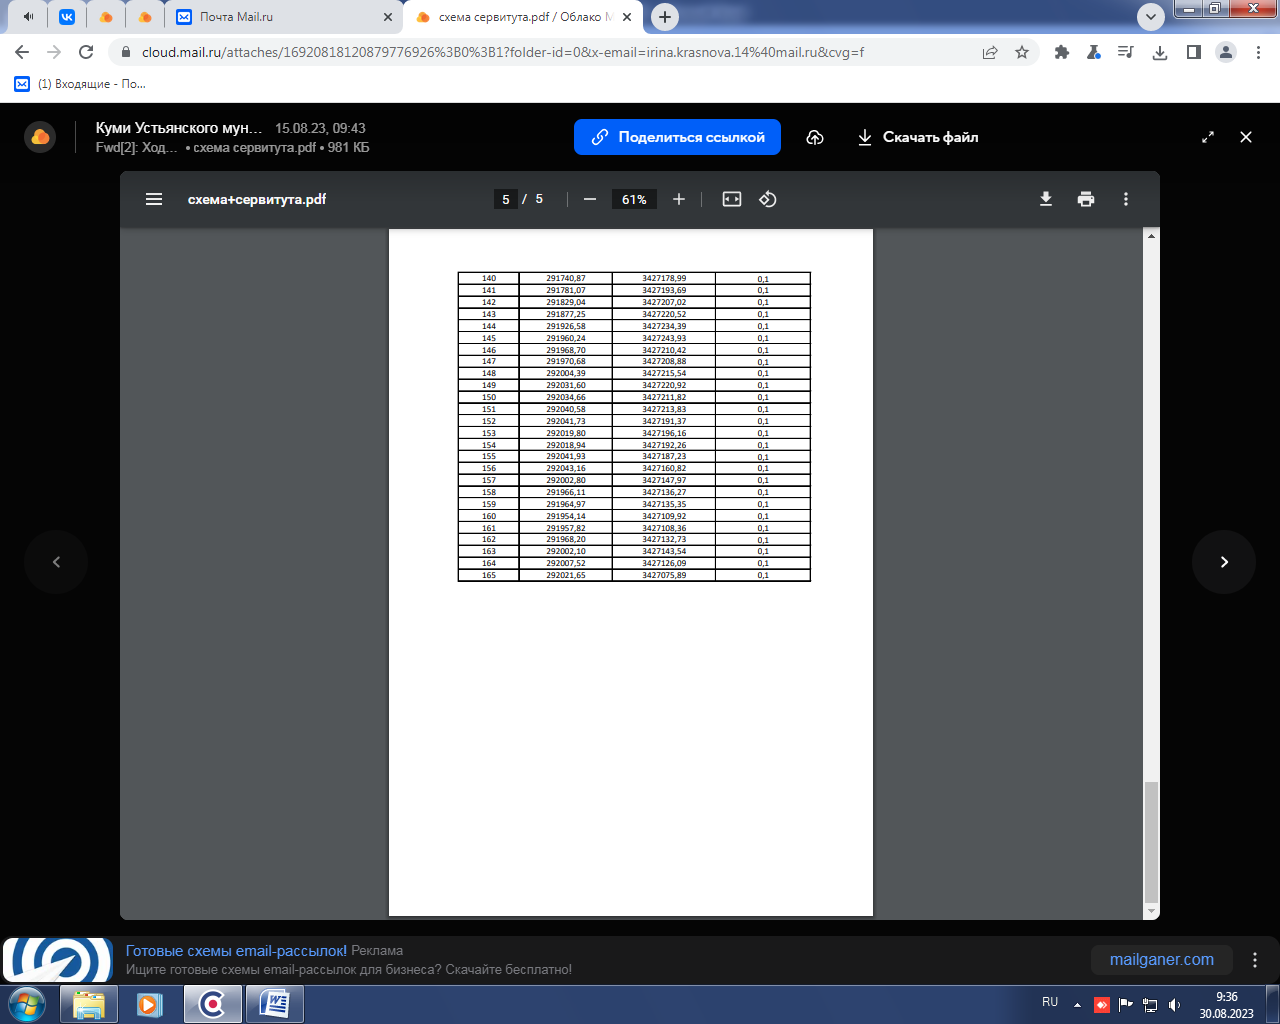 Почта Mail.ru
схема сервитута.pdf / Облако М
cloud.mail.ru/attaches/16920818120879776926%3B0%3B1?folder-id=0&x-email=irina.krasnova.14%40mail.ru&cvg=f
(1) Входящие - По...
Куми Устьянского мун... 15.08.23, 09:43
Fwd[2]: Ход... • схема сервитута.pdf • 981 КБ
Поделиться ссылкой
Скачать файл
схема+сервитута.pdf
5 / 5
61%
140 291740,87 3427178,99 0,1
141 291781,07 3427193,69 0,1
142 291829,04 3427207,02 0,1
143 291877,25 3427220,52 0,1
144 291926,58 3427234,39 0,1
145 291960,24 3427243,93 0,1
146 291968,70 3427210,42 0,1
147 291970,68 3427208,88 0,1
148 292004,39 3427215,54 0,1
149 292031,60 3427220,92 0,1
150 292034,66 3427211,82 0,1
151 292040,58 3427213,83 0,1
152 292041,73 3427191,37 0,1
153 292019,80 3427196,16 0,1
154 292018,94 3427192,26 0,1
155 292041,93 3427187,23 0,1
156 292043,16 3427160,82 0,1
157 292002,80 3427147,97 0,1
158 291966,11 3427136,27 0,1
159 291964,97 3427135,35 0,1
160 291954,14 3427109,92 0,1
161 291957,82 3427108,36 0,1
162 291968,20 3427132,73 0,1
163 292002,10 3427143,54 0,1
164 292007,52 3427126,09 0,1
165 292021,65 3427075,89 0,1
Готовые схемы email-рассылок! Реклама
Ищите готовые схемы email-рассылок для бизнеса? Скачайте бесплатно!
mailganer.com
RU
9:36
30.08.2023